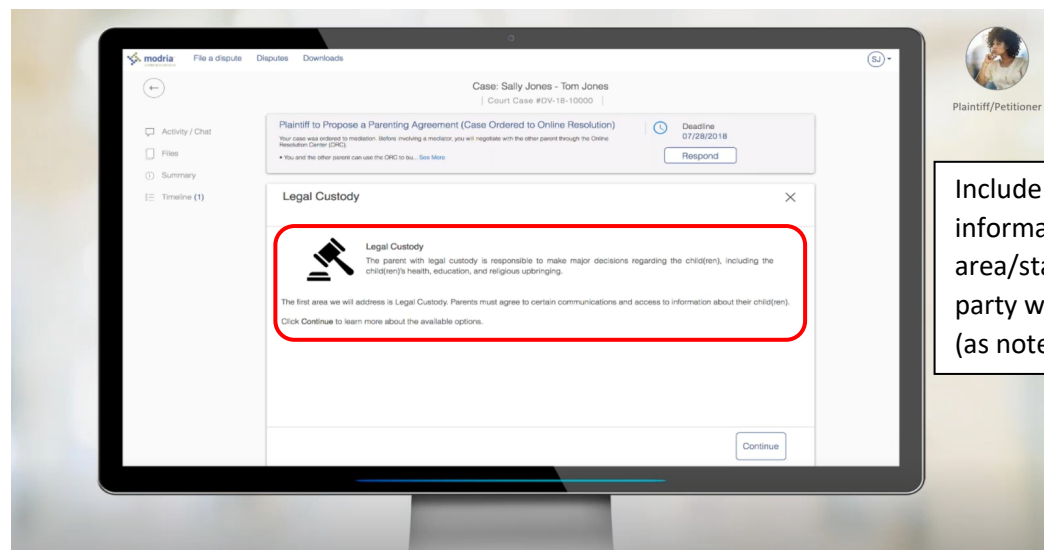 modria File a dispute Disputes Downloads SJ
Case: Sally Jones - Tom Jones
| Court Case #DV-18-10000 |
Plaintiff/Petitioner
Activity / Chat
Files
Summary
Timeline (1)
Plaintiff to Propose a Parenting Agreement (Case Ordered to Online Resolution)
Your case was ordered to mediation. Before involving a mediator, you will negotiate with the other parent through the Online
Resolution Center (ORC).
• You and the other parent can use the ORC to bu... See More
Deadline
07/28/2018
Respond
Legal Custody
Legal Custody
The parent with legal custody is responsible to make major decisions regarding the child(ren), including the
child(ren)'s health, education, and religious upbringing.
The first area we will address is Legal Custody. Parents must agree to certain communications and access to information about their child(ren).
Click Continue to learn more about the available options.
Continue
Include
informa
area/sta
party w
(as note